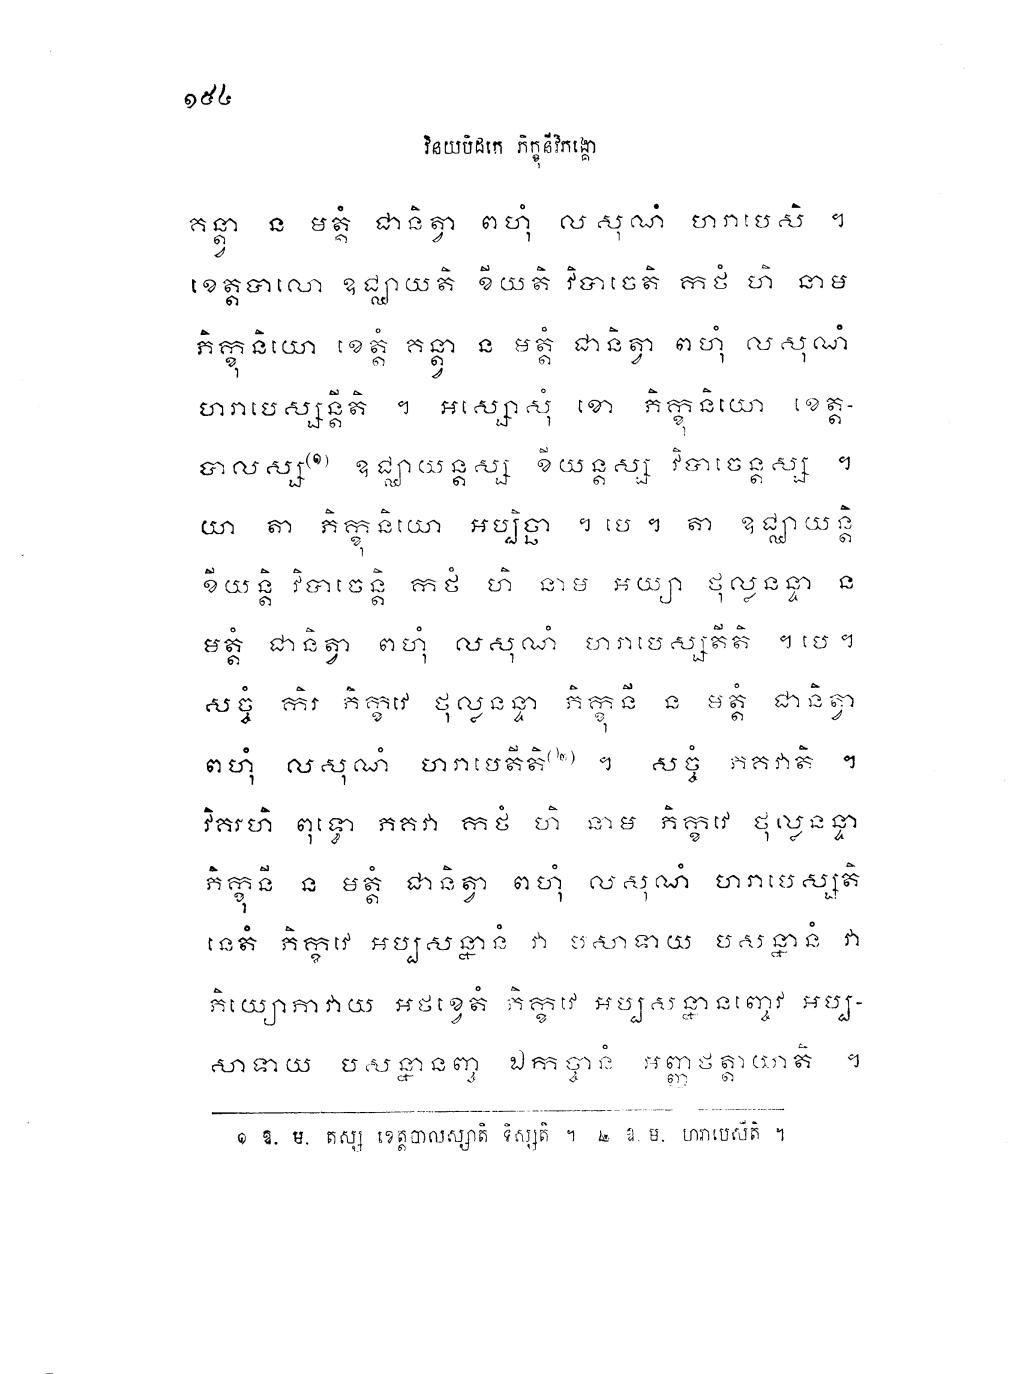 ១៥៤
វិនយបិដកេ ភិក្ខុនីវិភង្គោ
គន្ត្វា ន មត្តំ ជានិត្វា ពហុំ លសុណំ ហរាបេសិ ។
ខេត្តបាលោ ឧជ្ឈាយតិ ខីយតិ វិបាចេតិ កថំ ហិ នាម
ភិក្ខុនិយោ ខេត្តំ គន្ត្វា ន មត្តំ ជានិត្វា ពហុំ លសុណំ
ហរាបេស្សន្តីតិ ។ អស្សោសុំ ខោ ភិក្ខុនិយោ ខេត្ត-
បាលស្ស(១) ឧជ្ឈាយន្តស្ស ខីយន្តស្ស វិបាចេន្តស្ស ។
យា តា ភិក្ខុនិយោ អប្បិច្ឆា ។ បេ ។ តា ឧជ្ឈាយន្តិ
ខីយន្តិ វិបាចេន្តិ កថំ ហិ នាម អយ្យា ថុល្លនន្ទា ន
មត្តំ ជានិត្វា ពហុំ លសុណំ ហរាបេស្សតីតិ ។ បេ ។
សច្ចំ កិរ ភិក្ខវេ ថុល្លនន្ទា ភិក្ខុនី ន មត្តំ ជានិត្វា
ពហុំ លសុណំ ហរាបេតីតិ(២) ។ សច្ចំ ភគវាតិ ។
វិគរហិ ពុទ្ធោ ភគវា កថំ ហិ នាម ភិក្ខវេ ថុល្លនន្ទា
ភិក្ខុនី ន មត្តំ ជានិត្វា ពហុំ លសុណំ ហរាបេស្សតិ
នេតំ ភិក្ខវេ អប្បសន្នានំ វា បសាទាយ បសន្នានំ វា
ភិយ្យោភាវាយ អថខ្វេតំ ភិក្ខវេ អប្បសន្នានញ្ចេវ អប្ប-
សាទាយ បសន្នានញ្ច ឯកច្ចានំ អញ្ញថត្តាយាតិ ។
១ ឱ. ម. តស្ស ខេត្តបាលស្សាតិ ទិស្សតិ ។ ២ ឱ. ម. ហរាបេសីតិ ។